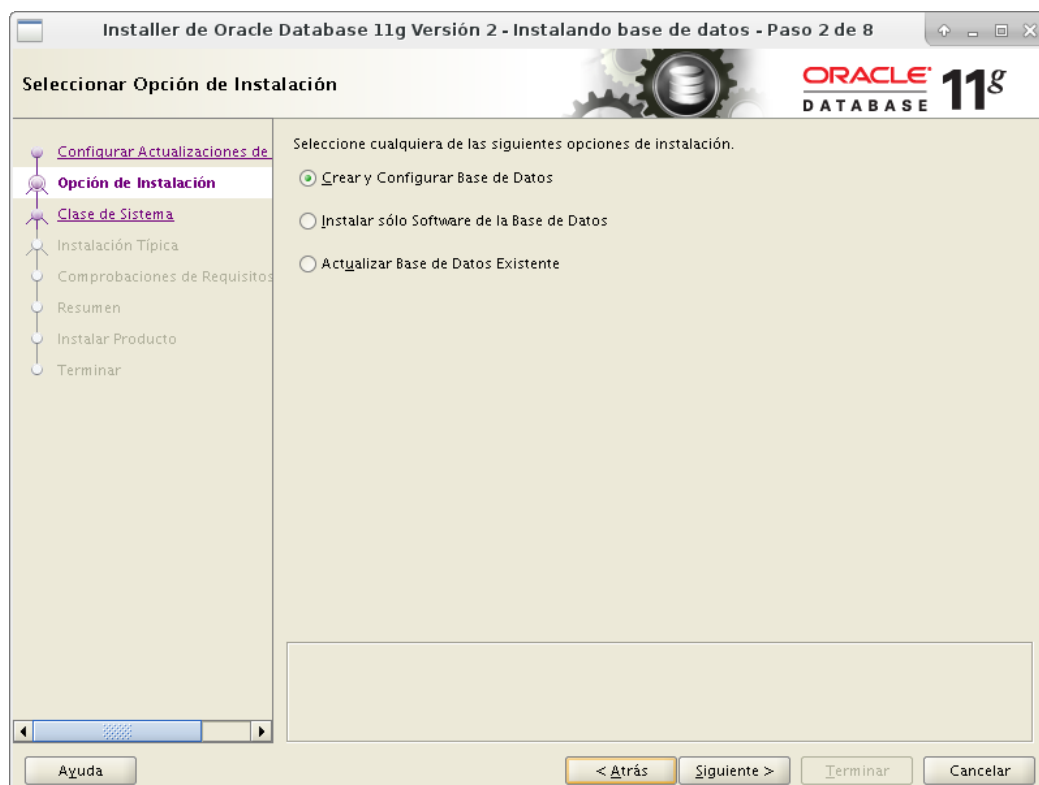 Installer de Oracle Database 11g Versión 2 - Instalando base de datos - Paso 2 de 8
Seleccionar Opción de Instalación
ORACLE
DATABASE
11g
Configurar Actualizaciones de
Opción de Instalación
Clase de Sistema
Instalación Típica
Comprobaciones de Requisitos
Resumen
Instalar Producto
Terminar
Seleccione cualquiera de las siguientes opciones de instalación.
Crear y Configurar Base de Datos
Instalar sólo Software de la Base de Datos
Actualizar Base de Datos Existente
Ayuda
< Atrás
Siguiente >
Terminar
Cancelar